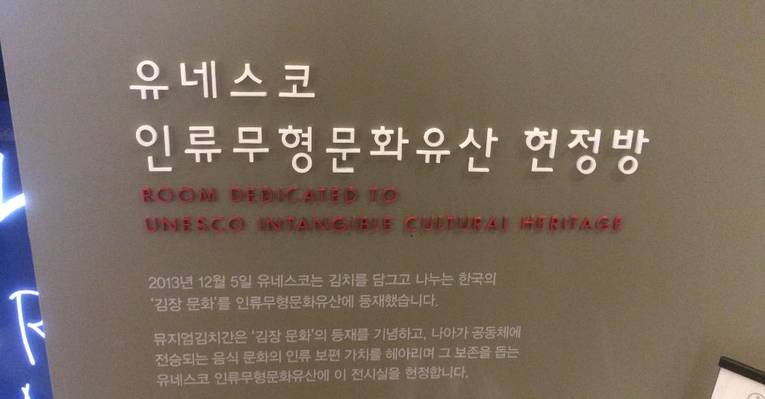 유네스코
인류무형문화유산 헌정방
ROOM DEDICATED TO
UNESCO INTANGIBLE CULTURAL HERITAGE
2013년 12월 5일 유네스코는 김치를 담그고 나누는 한국의
'김장 문화'를 인류무형문화유산에 등재했습니다.
뮤지엄김치간은 '김장 문화'의 등재를 기념하고, 나아가 공동체에
전승되는 음식 문화의 인류 보편 가치를 헤아리며 그 보존을 돕는
유네스코 인류무형문화유산에 이 전시실을 헌정합니다.